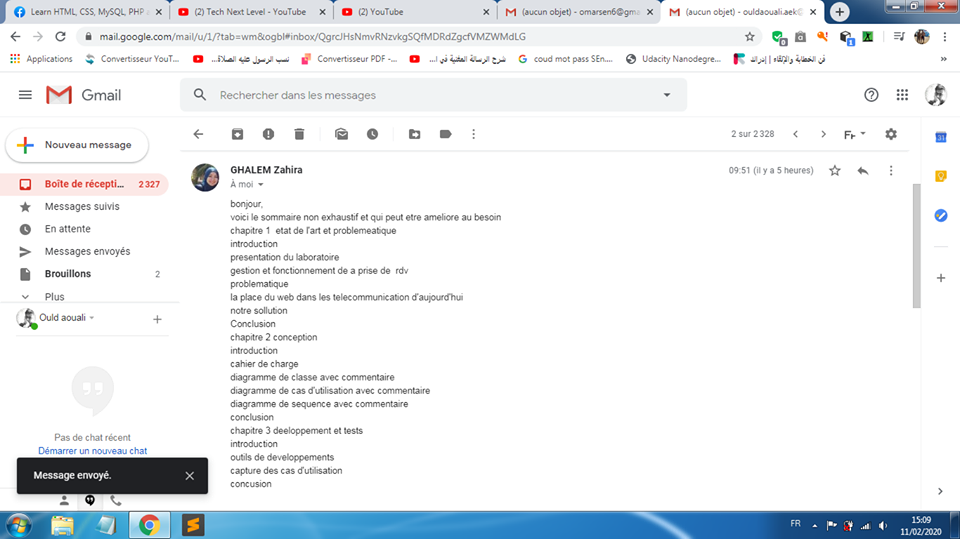 Learn HTML, CSS, MySQL, PHP
(2) Tech Next Level - YouTube
(2) YouTube
(aucun objet) - omarsen6@gma
(aucun objet) - ouldaouali.aek@
mail.google.com/mail/u/1/?tab=wm&ogbl#inbox/QgrcJHsNmvRNzvkgSQfMDRdZgcfVMZWMdLG
Applications
Convertisseur YouT...
نسب الرسول عليه الصلاة...
Convertisseur PDF -...
شرح الرسالة العقنية في ا...
coud mot pass SEn....
Udacity Nanodegre...
فن الخطابة والإلقاء | إدراك
Gmail
Rechercher dans les messages
Nouveau message
2 sur 2 328
Fr
Boîte de récepti... 2 327
Messages suivis
En attente
Messages envoyés
Brouillons 2
Plus
Ould aouali
Pas de chat récent
Démarrer un nouveau chat
Message envoyé.
GHALEM Zahira
09:51 (il y a 5 heures)
À moi
bonjour,
voici le sommaire non exhaustif et qui peut etre ameliore au besoin
chapitre 1 etat de l'art et problemeatique
introduction
presentation du laboratoire
gestion et fonctionnement de a prise de rdv
problematique
la place du web dans les telecommunication d'aujourd'hui
notre sollution
Conclusion
chapitre 2 conception
introduction
cahier de charge
diagramme de classe avec commentaire
diagramme de cas d'utilisation avec commentaire
diagramme de sequence avec commentaire
conclusion
chapitre 3 deeloppement et tests
introduction
outils de developpements
capture des cas d'utilisation
concusion
FR
15:09
11/02/2020